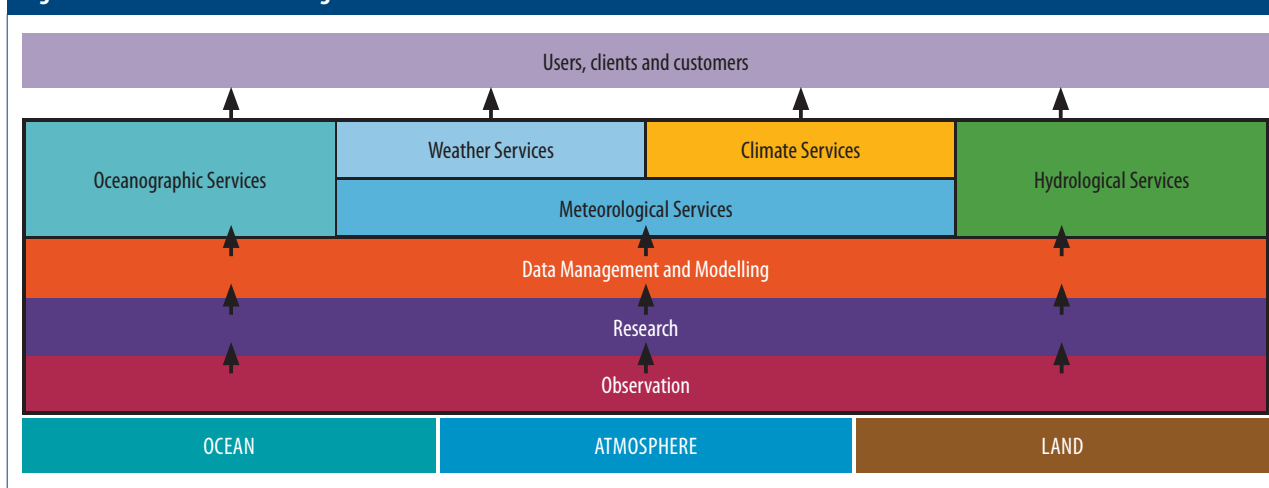 Users, clients and customers
Weather Services
Climate Services
Oceanographic Services
Hydrological Services
Meteorological Services
Data Management and Modelling
Research
Observation
OCEAN
ATMOSPHERE
LAND